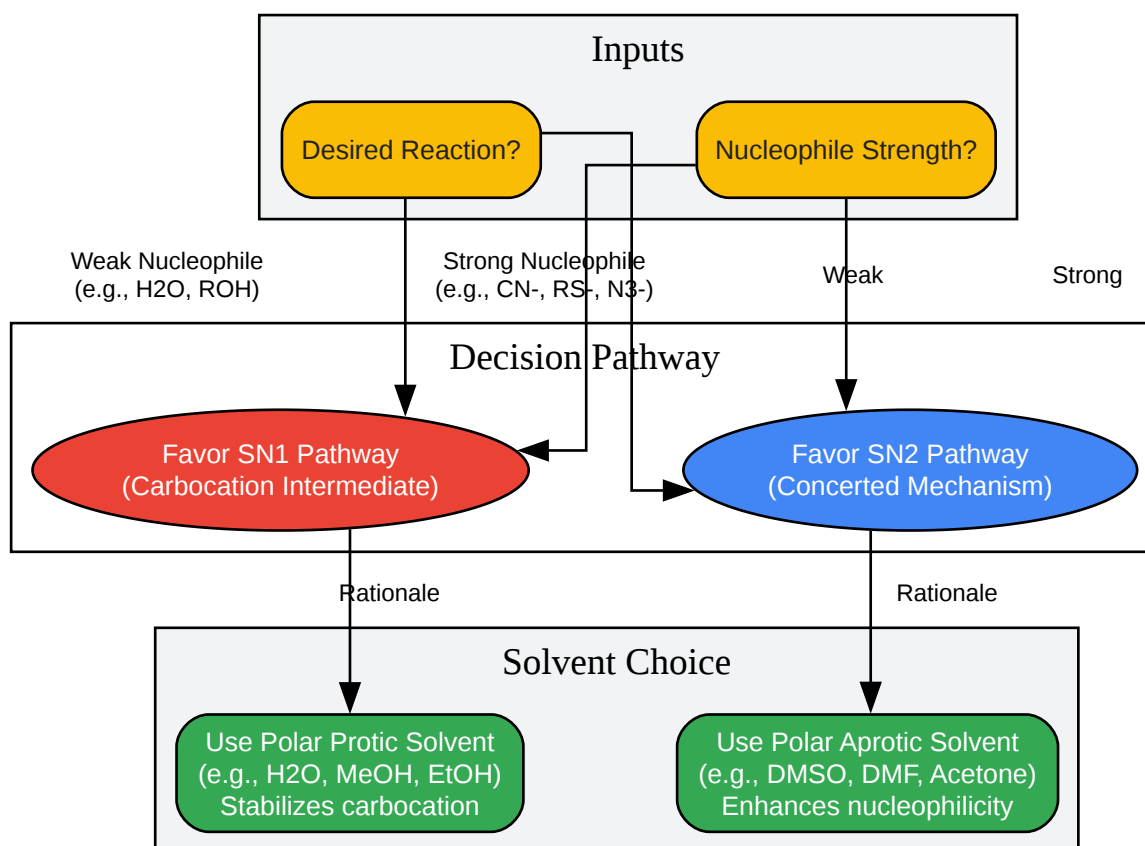 Inputs
Desired Reaction?
Nucleophile Strength?
Weak Nucleophile
(e.g., H2O, ROH)
Strong Nucleophile
(e.g., CN-, RS-, N3-)
Weak
Strong
Decision Pathway
Favor SN1 Pathway
(Carbocation Intermediate)
Favor SN2 Pathway
(Concerted Mechanism)
Rationale
Rationale
Solvent Choice
Use Polar Protic Solvent
(e.g., H2O, MeOH, EtOH)
Stabilizes carbocation
Use Polar Aprotic Solvent
(e.g., DMSO, DMF, Acetone)
Enhances nucleophilicity